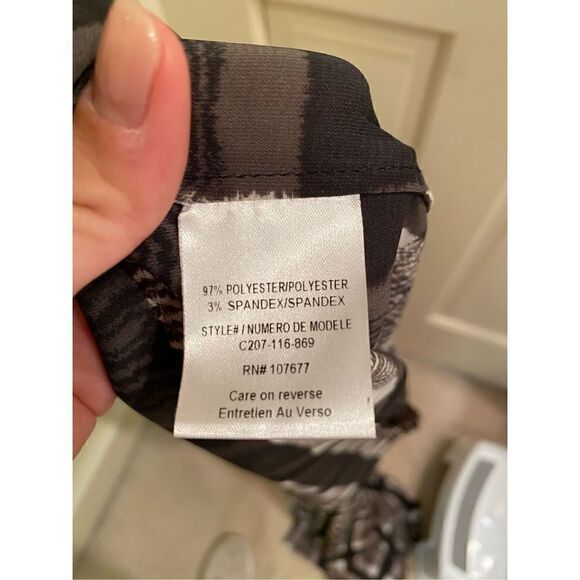 97% POLYESTER/POLYESTER
3% SPANDEX/SPANDEX
STYLE# / NUMERO DE MODELE
C207-116-869
RN# 107677
Care on reverse
Entretien Au Verso